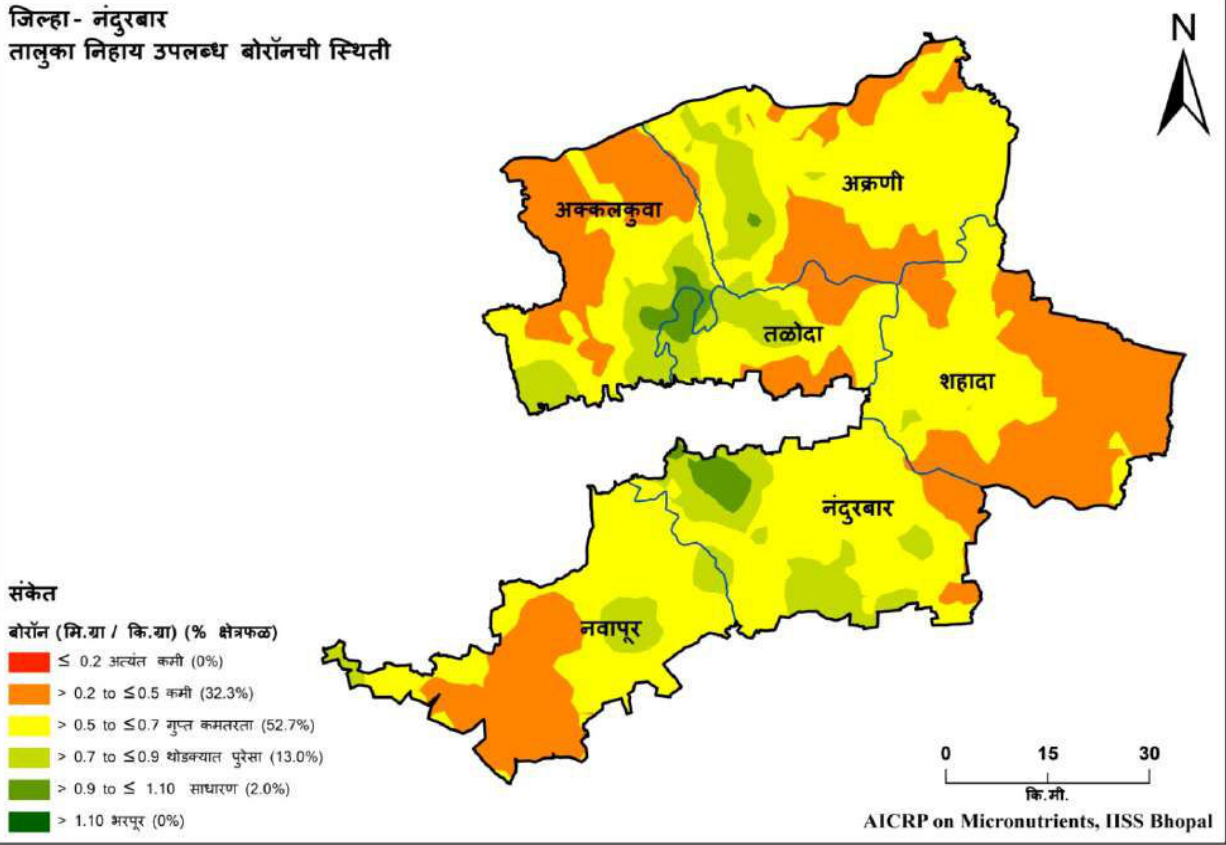 जिल्हा - नंदुरबार
तालुका निहाय उपलब्ध बोरॉनची स्थिती
N
अक्रणी
अक्कलकुवा
तळोदा
शहादा
नंदुरबार
नवापूर
संकेत
बोरॉन (मि.ग्रा / कि.ग्रा) (% क्षेत्रफळ)
≤ 0.2 अत्यंत कमी (0%)
> 0.2 to ≤0.5 कमी (32.3%)
> 0.5 to ≤0.7 गुप्त कमतरता (52.7%)
> 0.7 to ≤0.9 थोडक्यात पुरेसा (13.0%)
> 0.9 to ≤ 1.10 साधारण (2.0%)
> 1.10 भरपूर (0%)
0 15 30
कि.मी.
AICRP on Micronutrients, IISS Bhopal